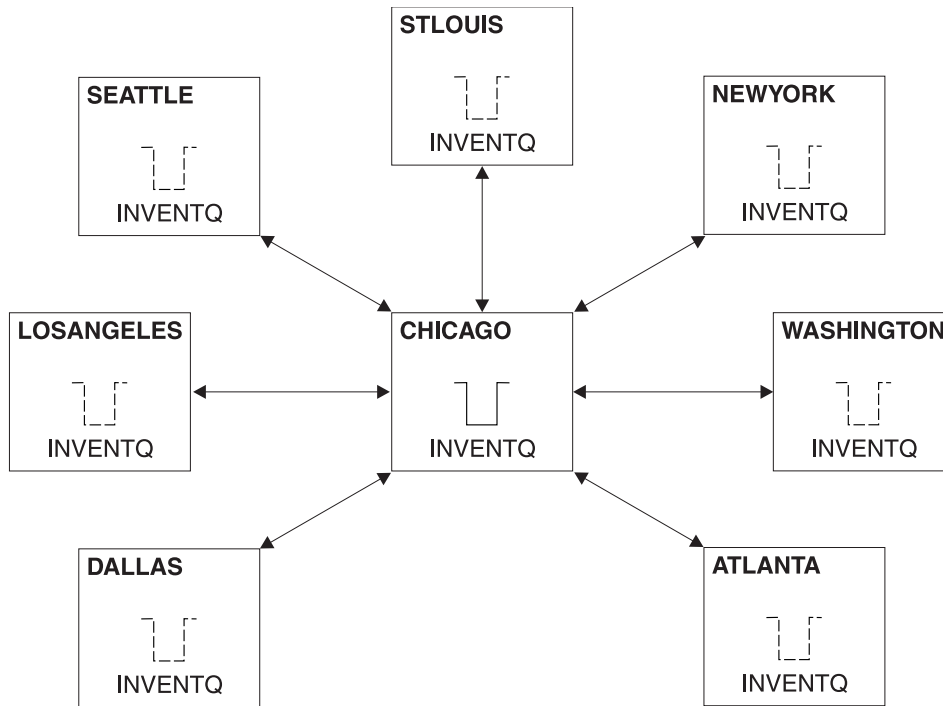 STLOUIS
INVENTQ
SEATTLE
INVENTQ
NEWYORK
INVENTQ
LOSANGELES
INVENTQ
CHICAGO
INVENTQ
WASHINGTON
INVENTQ
DALLAS
INVENTQ
ATLANTA
INVENTQ